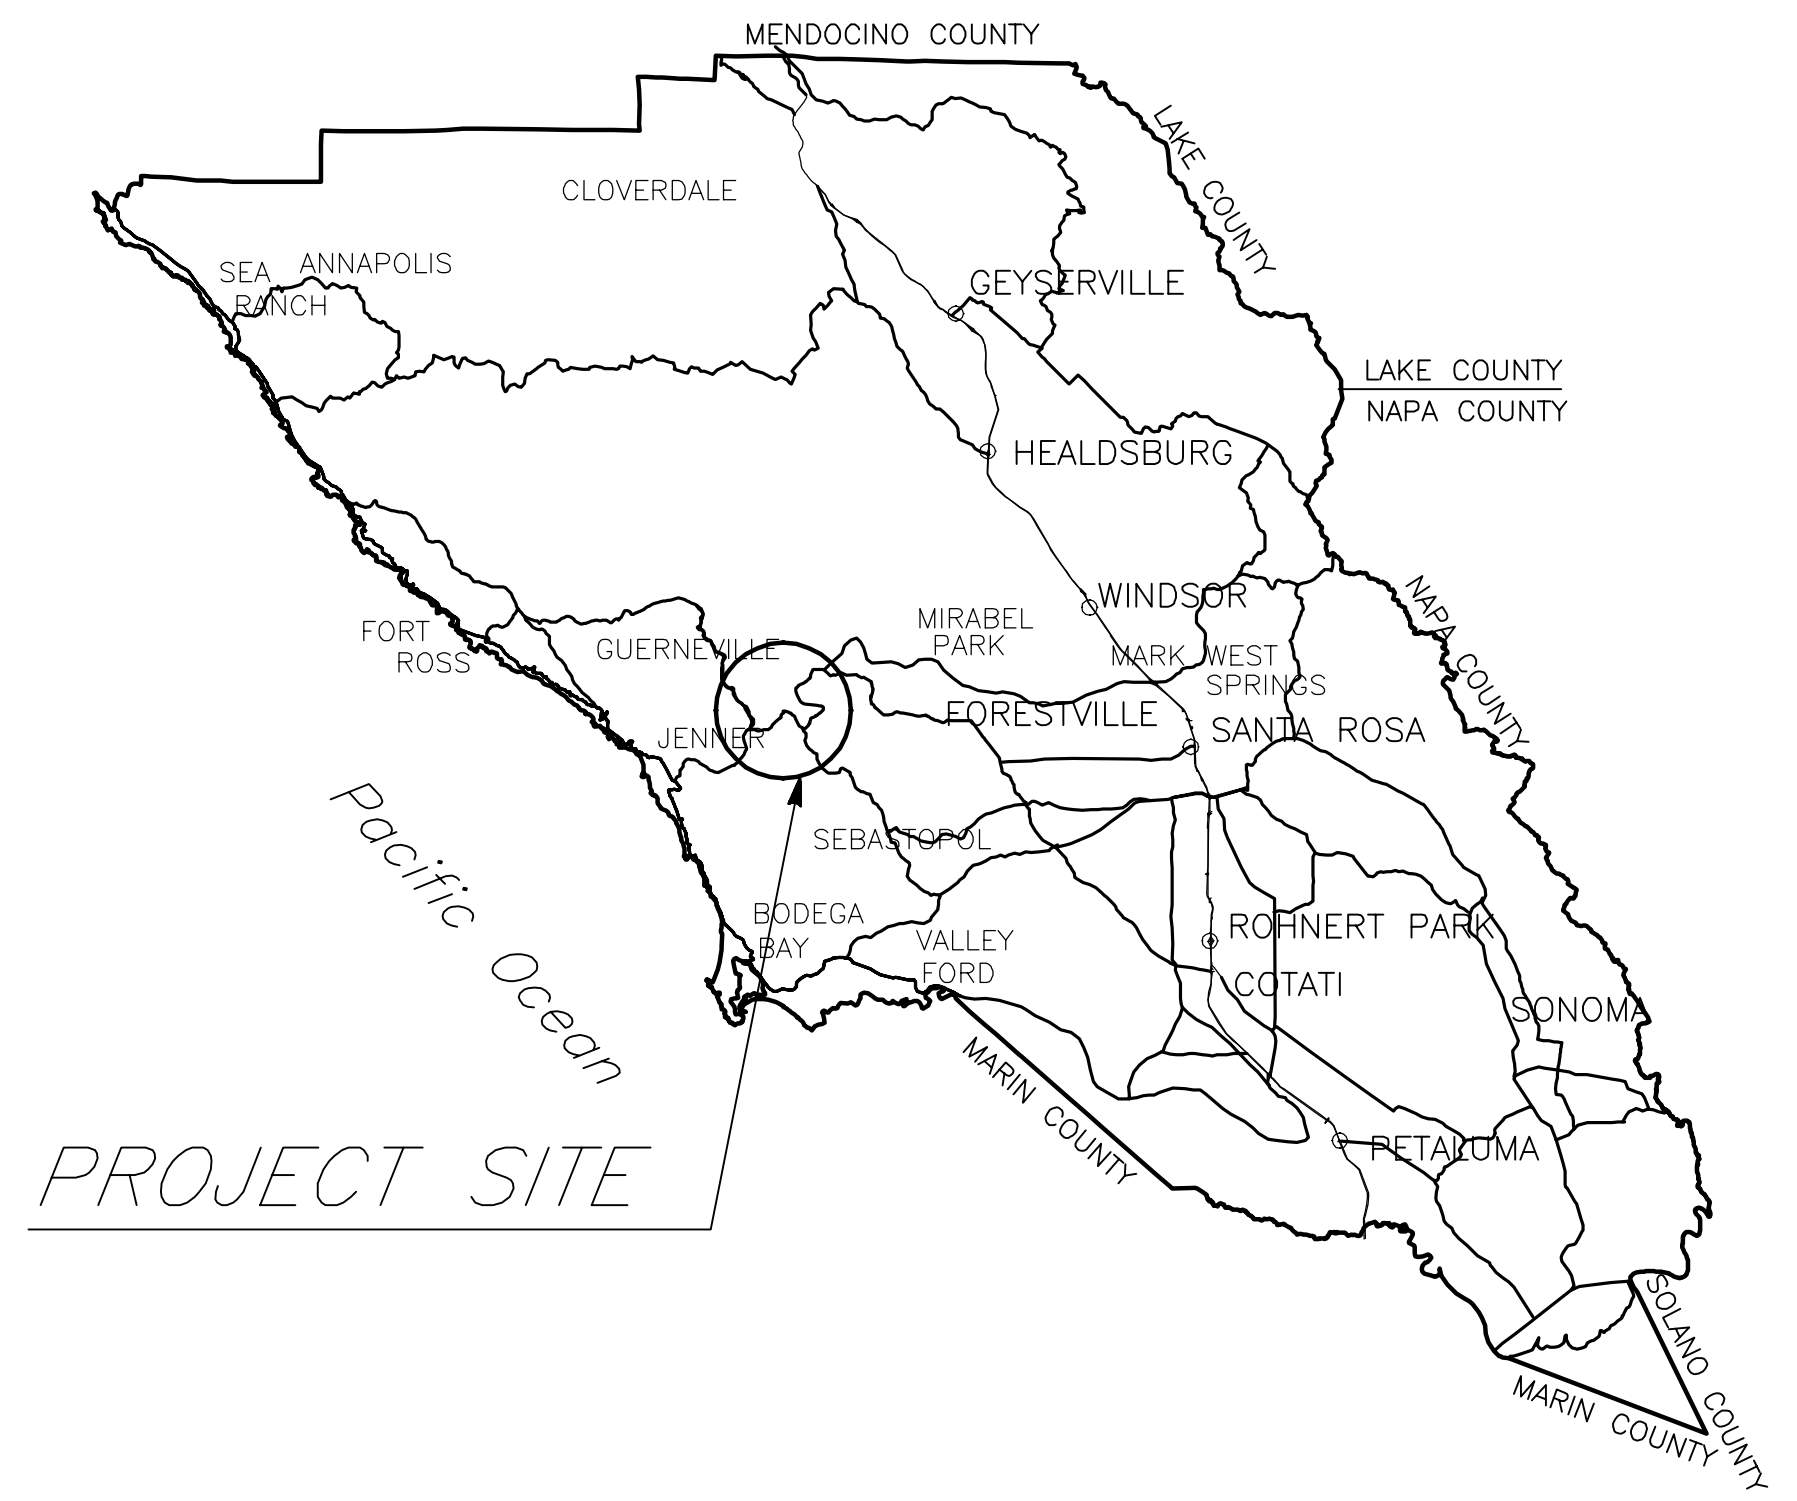 MENDOCINO COUNTY
LAKE COUNTY
CLOVERDALE
ANNAPOLIS
SEA
RANCH
GEYSERVILLE
LAKE COUNTY
NAPA COUNTY
HEALDSBURG
WINDSOR
NAPA COUNTY
MIRABEL
PARK
FORT
ROSS
GUERNEVILLE
MARK WEST
SPRINGS
FORESTVILLE
SANTA ROSA
JENNER
Pacific Ocean
SEBASTOPOL
BODEGA
BAY
VALLEY
FORD
ROHNERT PARK
COTATI
SONOMA
MARIN COUNTY
PETALUMA
PROJECT SITE
SOLANO COUNTY
MARIN COUNTY